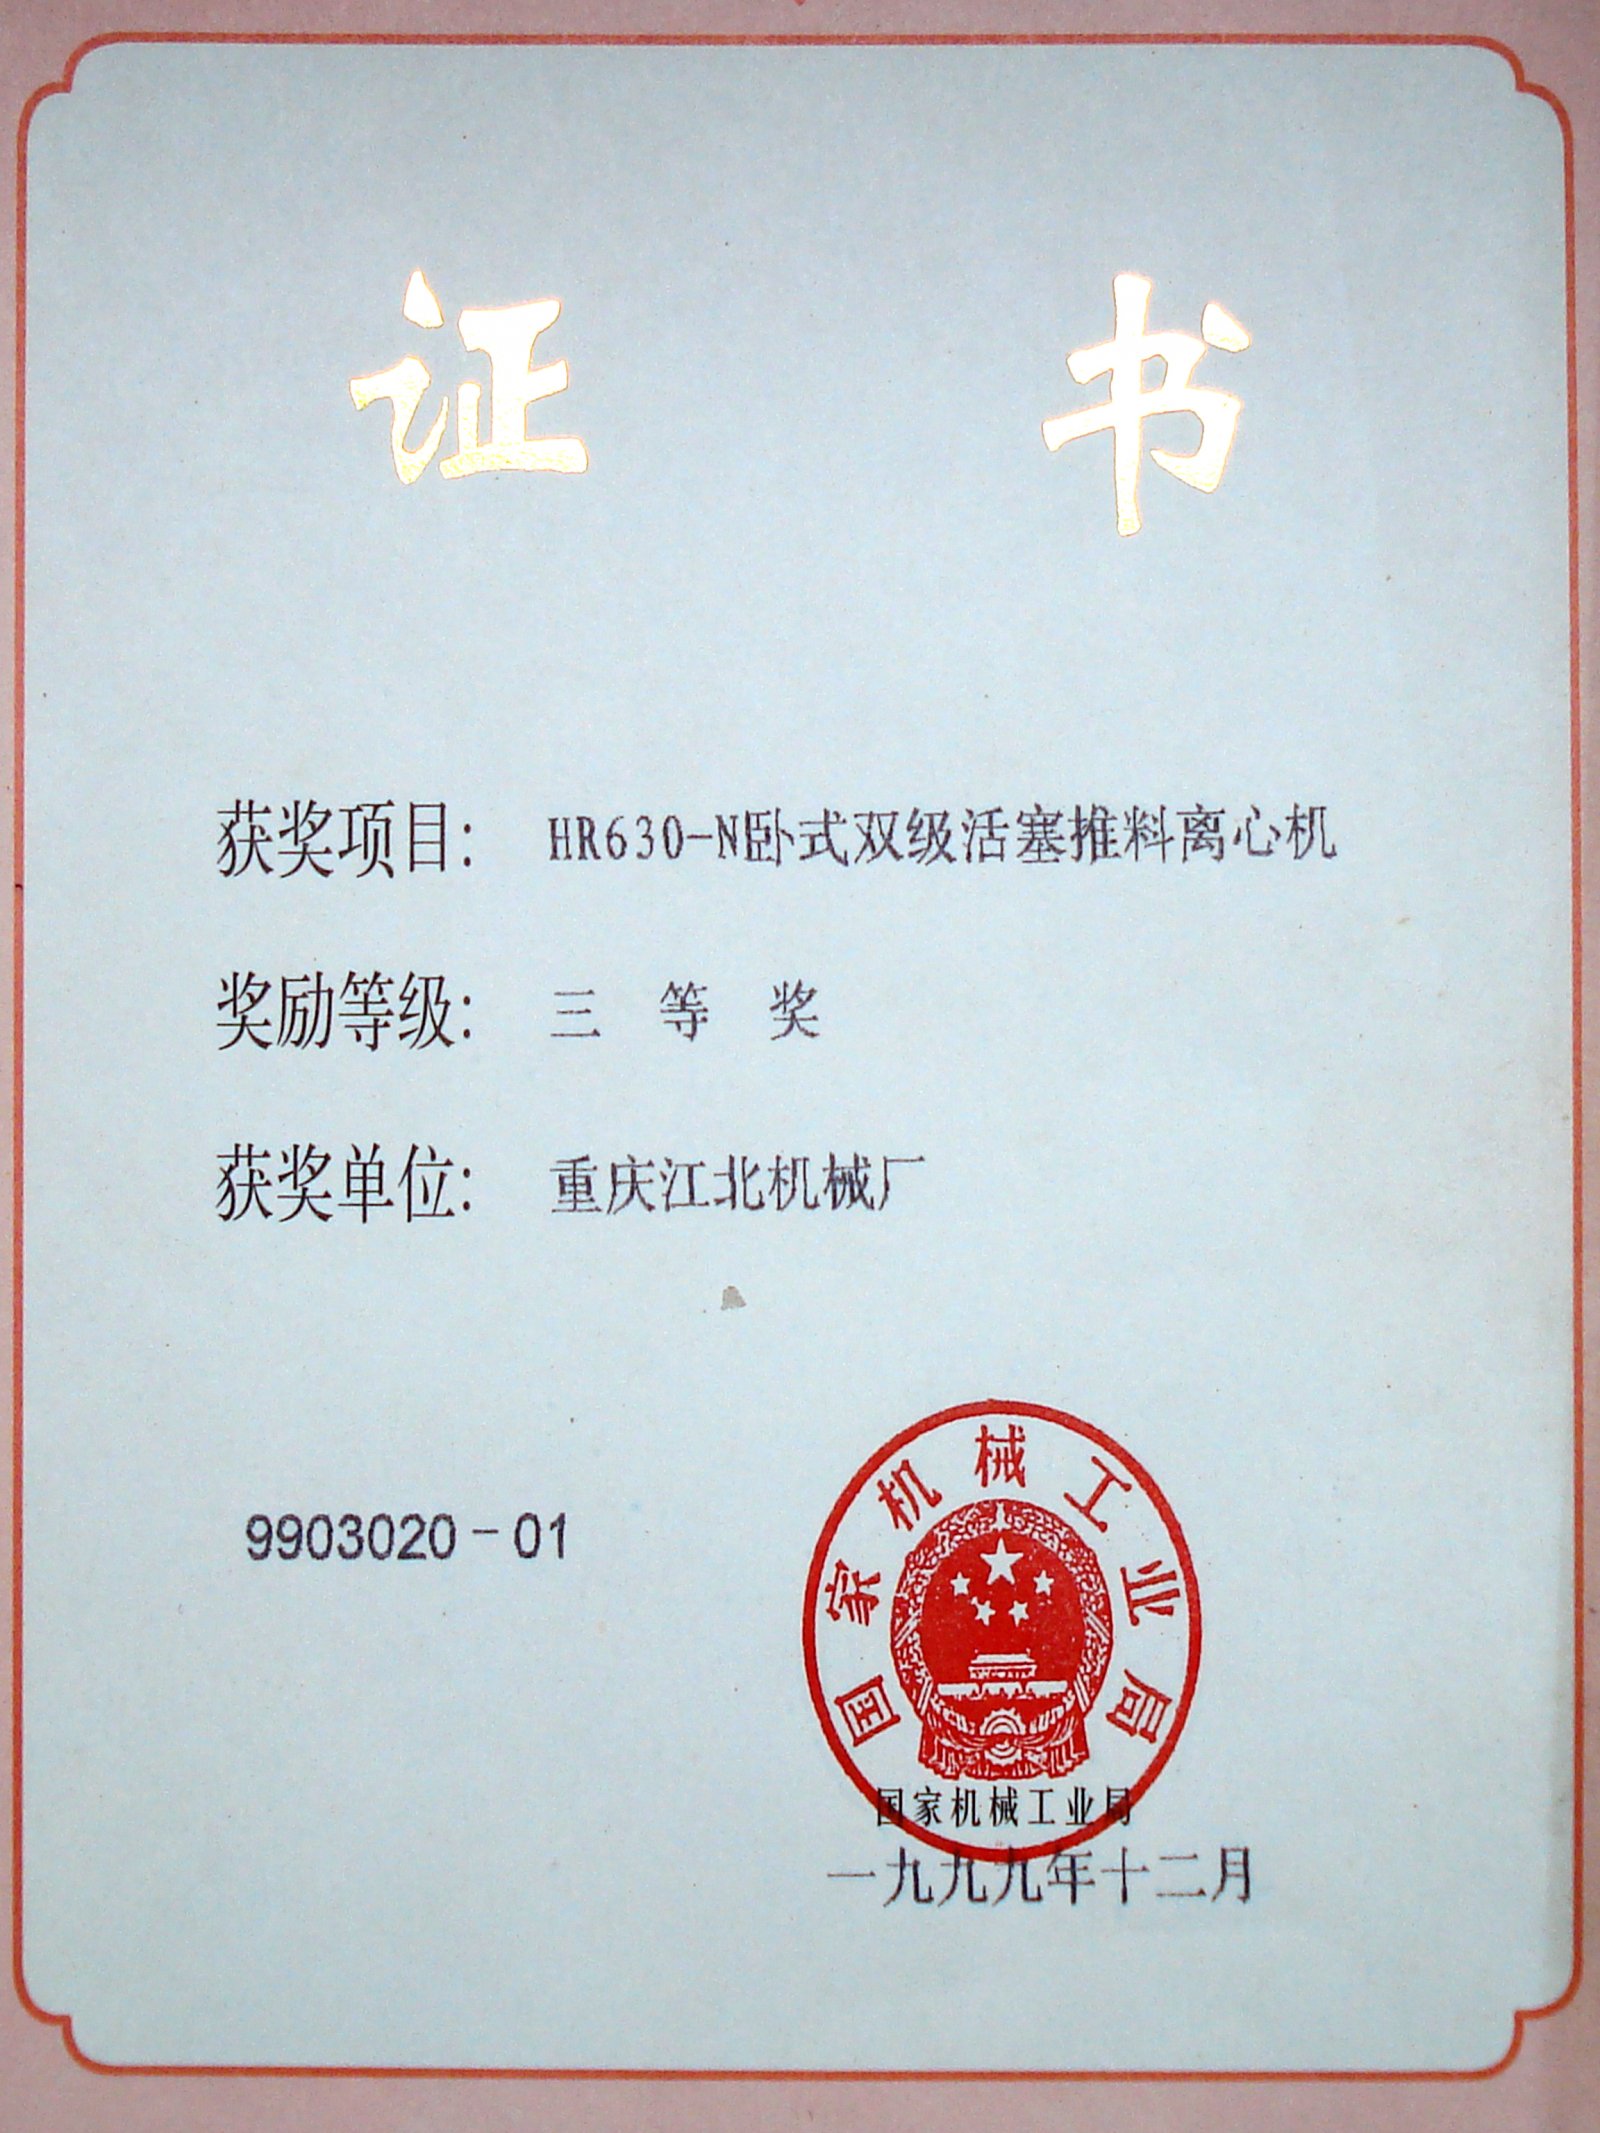 证书
获奖项目：HR630-N卧式双级活塞推料离心机
奖励等级：三等奖
获奖单位：重庆江北机械厂
9903020-01
国家机械工业局
国家机械工业局
一九九九年十二月